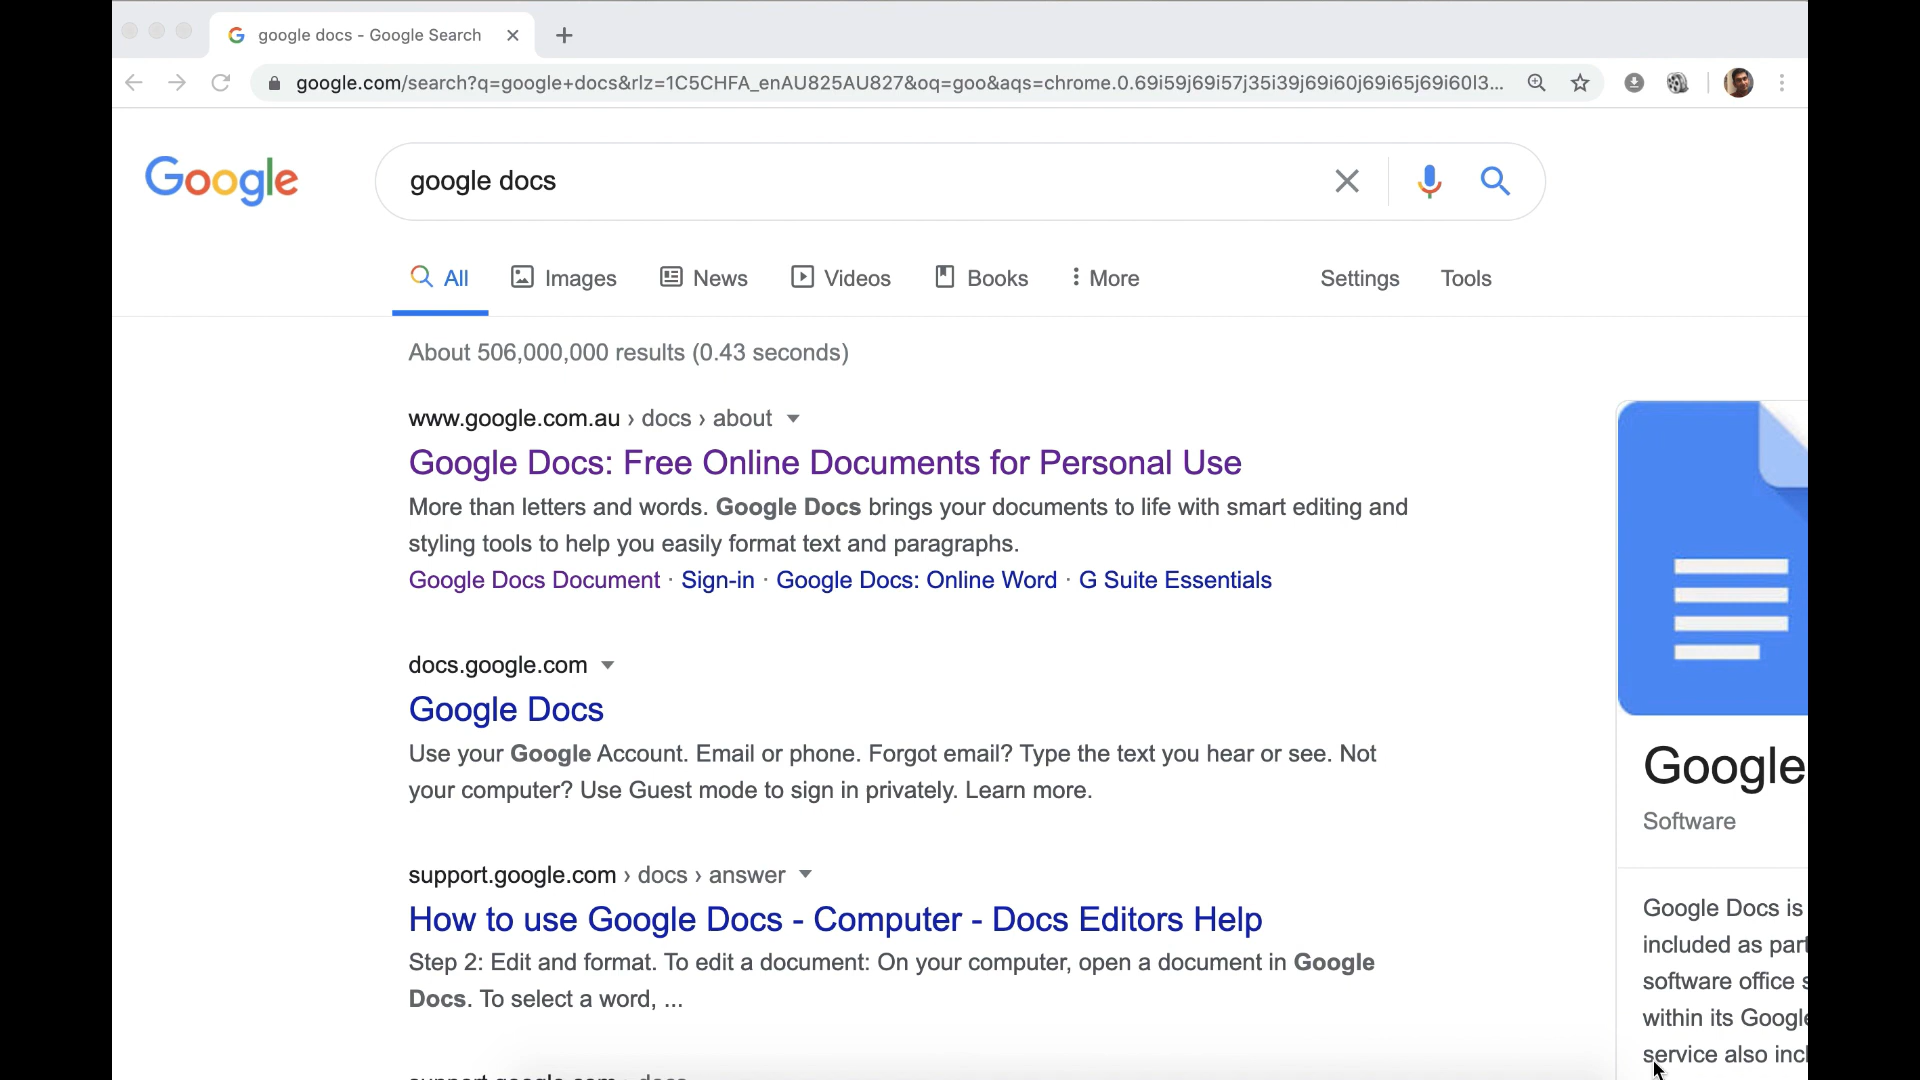 google docs - Google Search
google.com/search?q=google+docs&rlz=1C5CHFA_enAU825AU827&oq=goo&aqs=chrome.0.69i59j69i57j35i39j69i60j69i65j69i60l3...
Google
google docs
All Images News Videos Books More Settings Tools
About 506,000,000 results (0.43 seconds)
www.google.com.au › docs › about
Google Docs: Free Online Documents for Personal Use
More than letters and words. Google Docs brings your documents to life with smart editing and
styling tools to help you easily format text and paragraphs.
Google Docs Document · Sign-in · Google Docs: Online Word · G Suite Essentials
docs.google.com
Google Docs
Use your Google Account. Email or phone. Forgot email? Type the text you hear or see. Not
your computer? Use Guest mode to sign in privately. Learn more.
support.google.com › docs › answer
How to use Google Docs - Computer - Docs Editors Help
Step 2: Edit and format. To edit a document: On your computer, open a document in Google
Docs. To select a word, ...
Google
Software
Google Docs is
included as part
software office
within its Google
service also